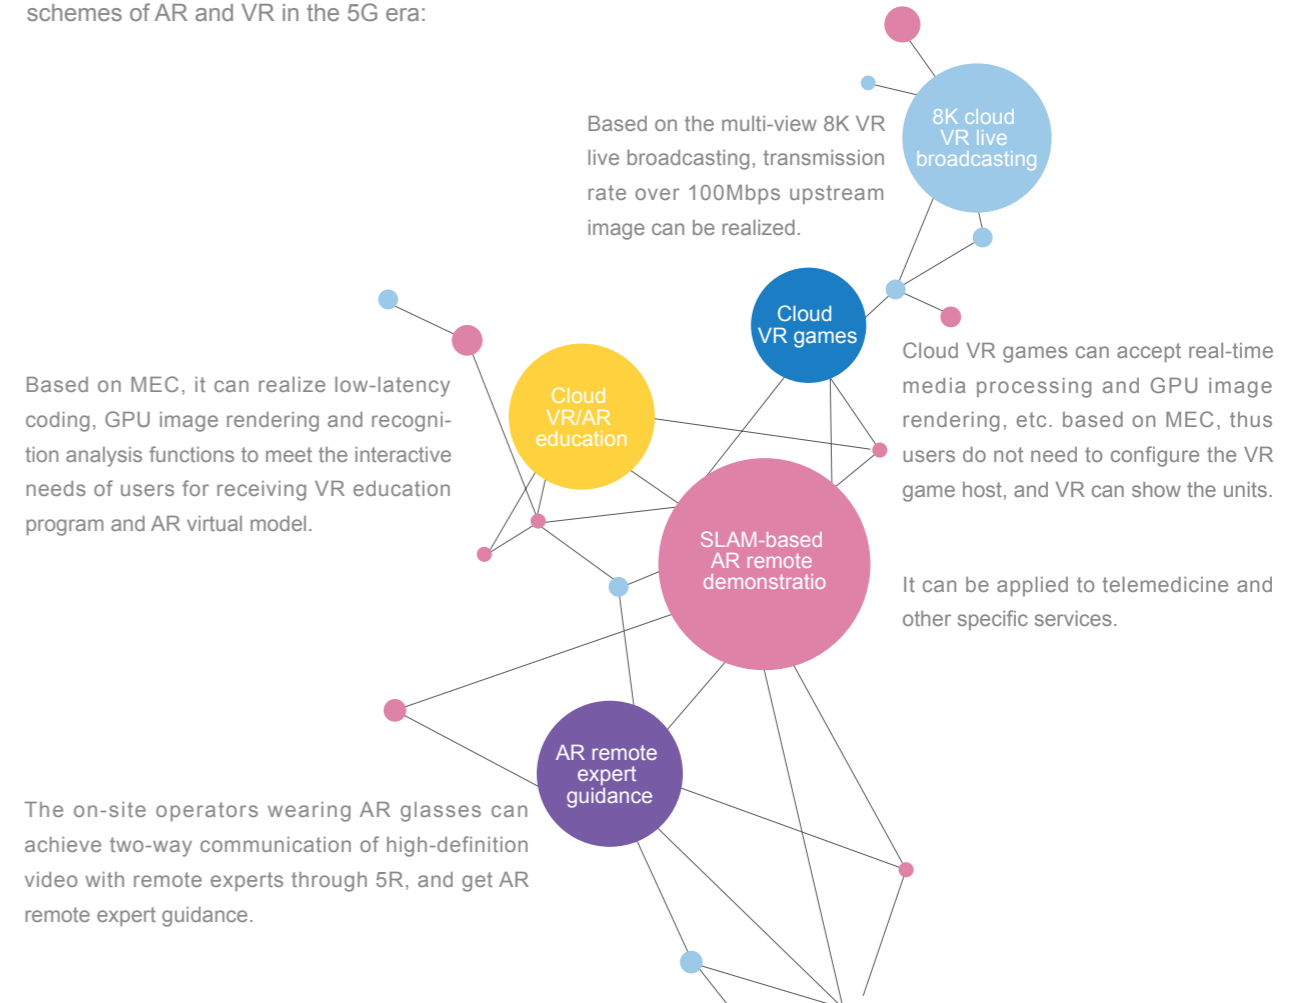 schemes of AR and VR in the 5G era:
8K cloud
VR live
broadcasting
Based on the multi-view 8K VR
live broadcasting, transmission
rate over 100Mbps upstream
image can be realized.
Cloud
VR games
Cloud VR games can accept real-time
media processing and GPU image
rendering, etc. based on MEC, thus
users do not need to configure the VR
game host, and VR can show the units.
Cloud
VR/AR
education
Based on MEC, it can realize low-latency
coding, GPU image rendering and recogni-
tion analysis functions to meet the interactive
needs of users for receiving VR education
program and AR virtual model.
SLAM-based
AR remote
demonstratio
It can be applied to telemedicine and
other specific services.
AR remote
expert
guidance
The on-site operators wearing AR glasses can
achieve two-way communication of high-definition
video with remote experts through 5R, and get AR
remote expert guidance.